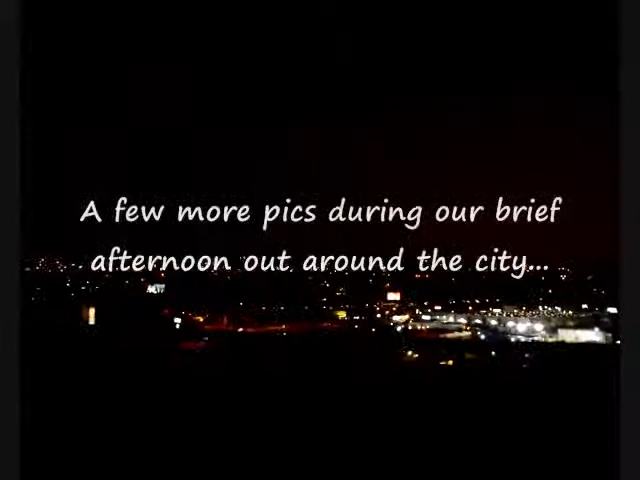 A few more pics during our brief
afternoon out around the city...